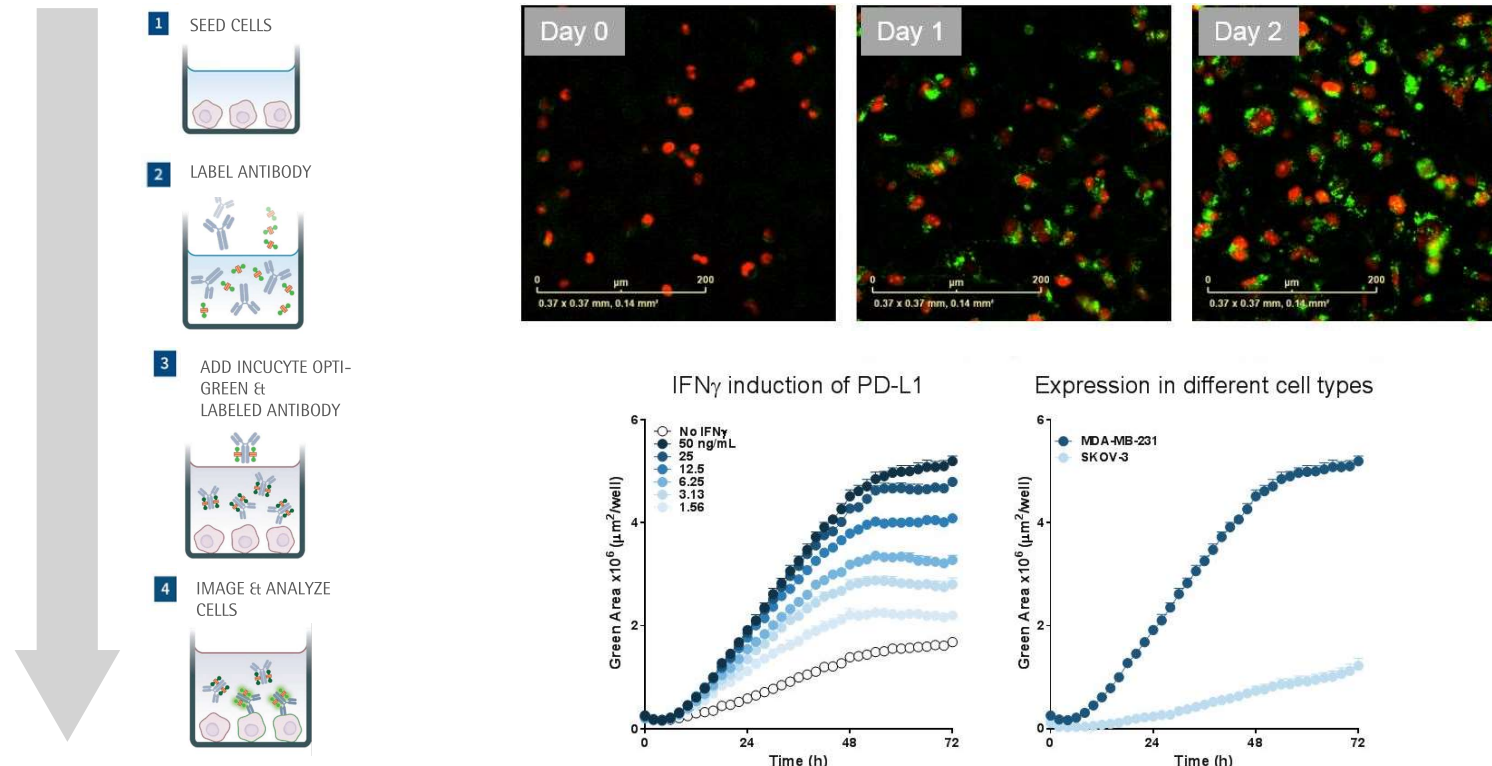 1
SEED CELLS
2
LABEL ANTIBODY
3
ADD INCUCYTE OPTI-
GREEN &
LABELED ANTIBODY
4
IMAGE & ANALYZE
CELLS
Day 0
0 µm 200
0.37 x 0.37 mm, 0.14 mm²
Day 1
0 µm 200
0.37 x 0.37 mm, 0.14 mm²
Day 2
0 µm 200
0.37 x 0.37 mm, 0.14 mm²
IFNγ induction of PD-L1
Green Area x10⁶ (µm²/well)
6
4
2
0
No IFNγ
50 ng/mL
25
12.5
6.25
3.13
1.56
0 24 48 72
Time (h)
Expression in different cell types
Green Area x10⁶ (µm²/well)
6
4
2
0
MDA-MB-231
SKOV-3
0 24 48 72
Time (h)